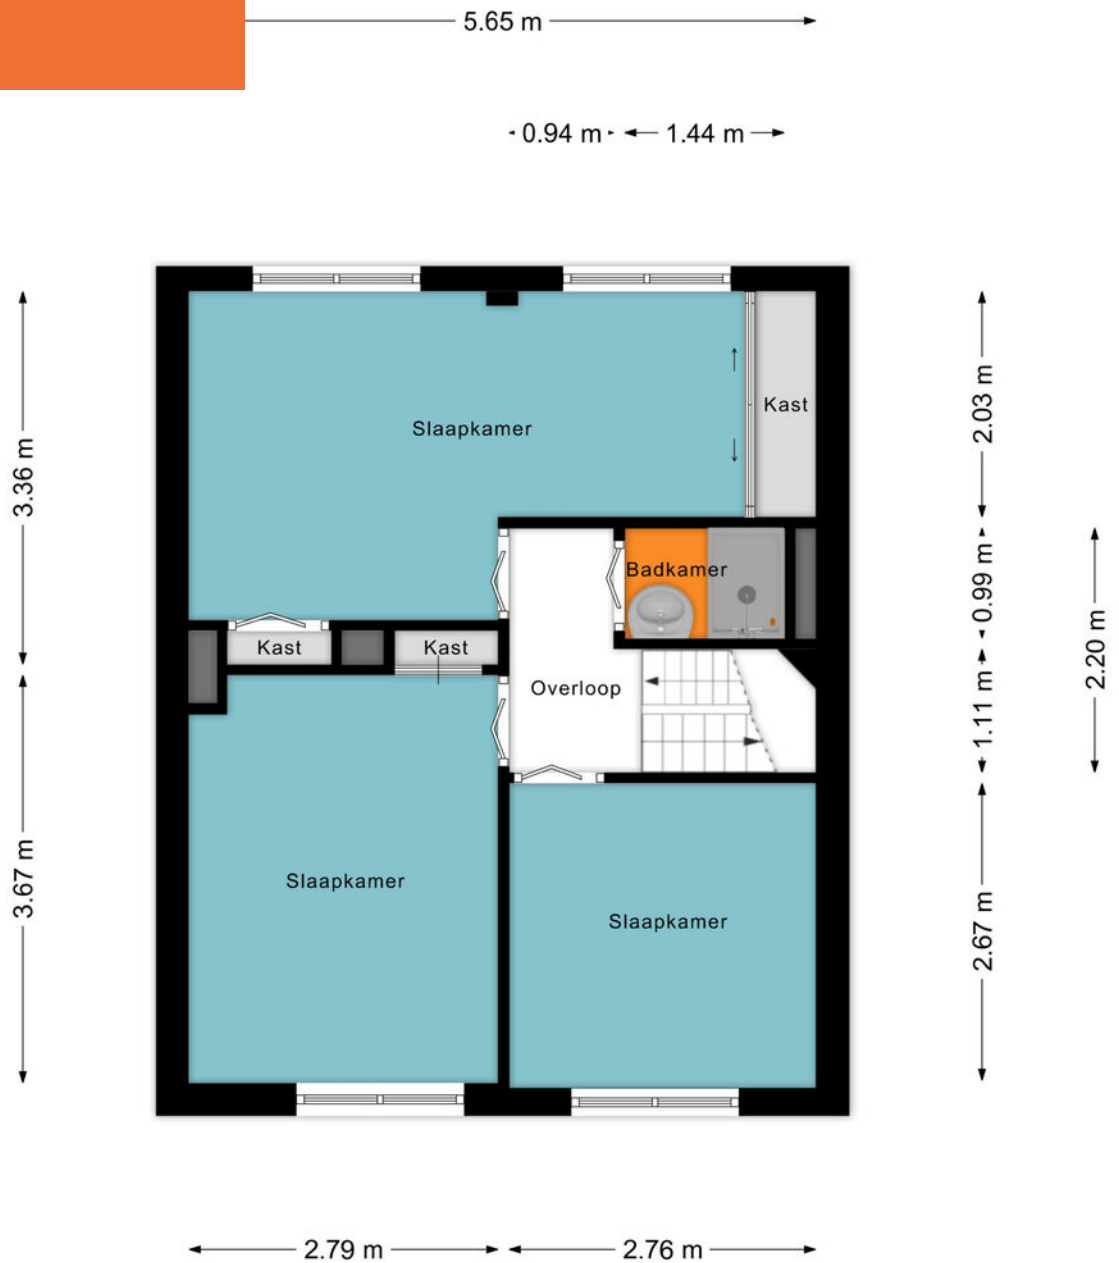 5.65 m
0.94 m
1.44 m
3.36 m
2.03 m
Kast
Slaapkamer
0.99 m
Badkamer
2.20 m
Kast
Kast
Overloop
1.11 m
3.67 m
Slaapkamer
Slaapkamer
2.67 m
2.79 m
2.76 m